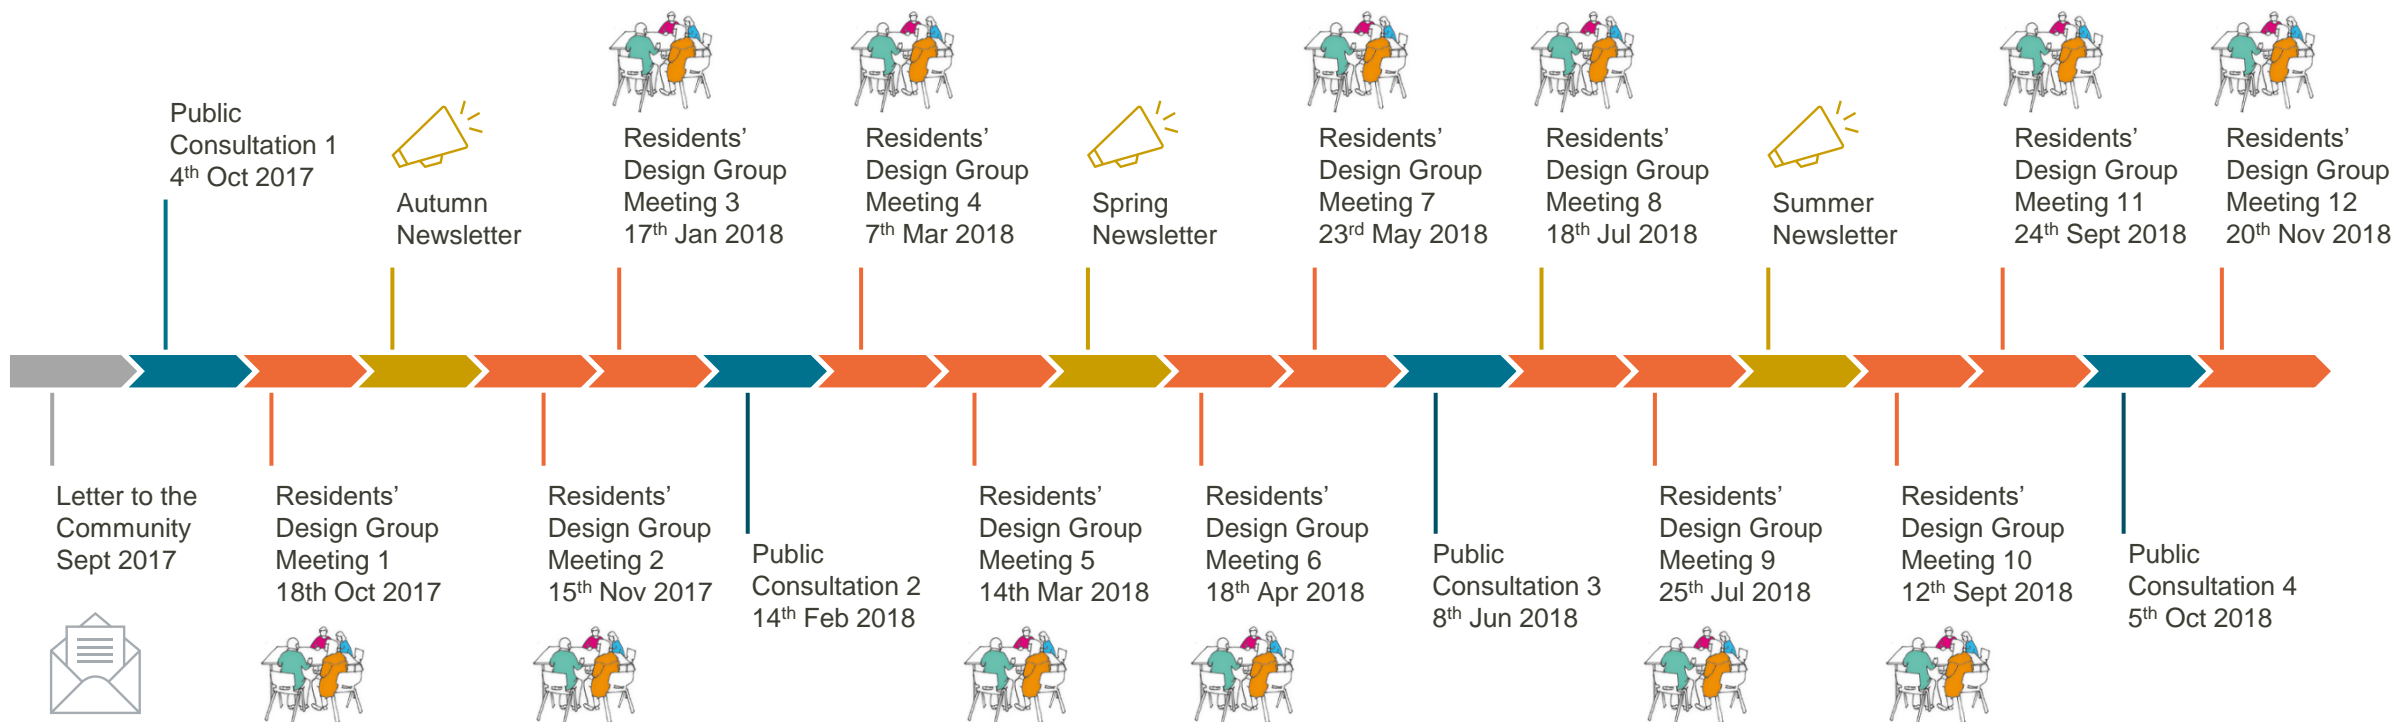 Public
Consultation 1
4th Oct 2017
Autumn
Newsletter
Residents’
Design Group
Meeting 3
17th Jan 2018
Residents’
Design Group
Meeting 4
7th Mar 2018
Spring
Newsletter
Residents’
Design Group
Meeting 7
23rd May 2018
Residents’
Design Group
Meeting 8
18th Jul 2018
Summer
Newsletter
Residents’
Design Group
Meeting 11
24th Sept 2018
Residents’
Design Group
Meeting 12
20th Nov 2018
Letter to the
Community
Sept 2017
Residents’
Design Group
Meeting 1
18th Oct 2017
Residents’
Design Group
Meeting 2
15th Nov 2017
Public
Consultation 2
14th Feb 2018
Residents’
Design Group
Meeting 5
14th Mar 2018
Residents’
Design Group
Meeting 6
18th Apr 2018
Public
Consultation 3
8th Jun 2018
Residents’
Design Group
Meeting 9
25th Jul 2018
Residents’
Design Group
Meeting 10
12th Sept 2018
Public
Consultation 4
5th Oct 2018